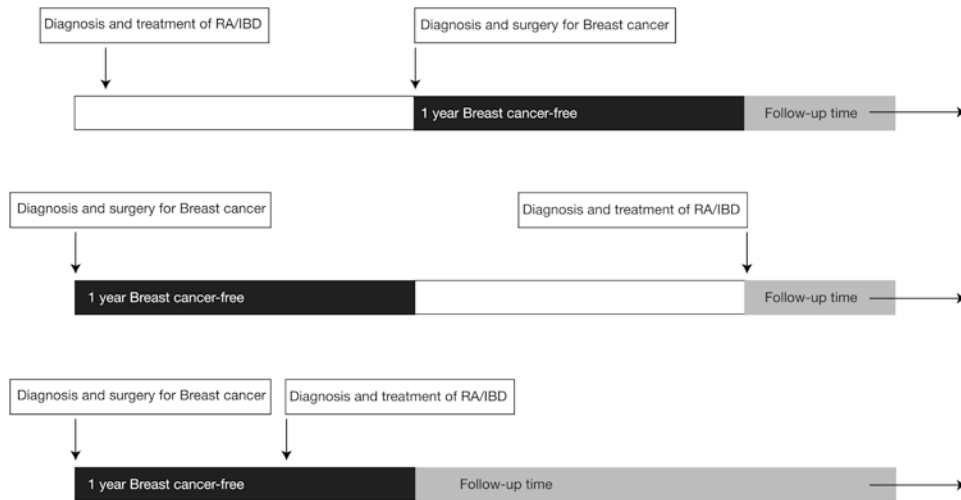 Diagnosis and treatment of RA/IBD
Diagnosis and surgery for Breast cancer
1 year Breast cancer-free
Follow-up time
Diagnosis and surgery for Breast cancer
Diagnosis and treatment of RA/IBD
1 year Breast cancer-free
Follow-up time
Diagnosis and surgery for Breast cancer
Diagnosis and treatment of RA/IBD
1 year Breast cancer-free
Follow-up time